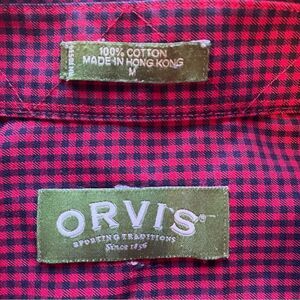 100% COTTON
MADE IN HONG KONG
M
ORVIS®
SPORTING TRADITIONS
Since 1856